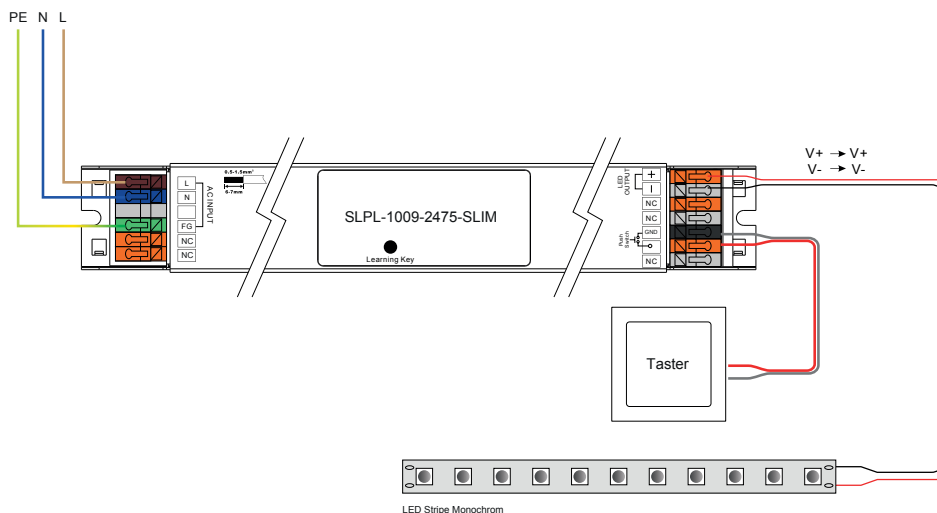 PE N L
V+ → V+
V- → V-
0.5-1.5mm²
6-7mm
L
N
FG
NC
NC
AC INPUT
SLPL-1009-2475-SLIM
Learning Key
LED OUTPUT
+
−
NC
NC
GND
NC
Push Switch
Taster
LED Stripe Monochrom